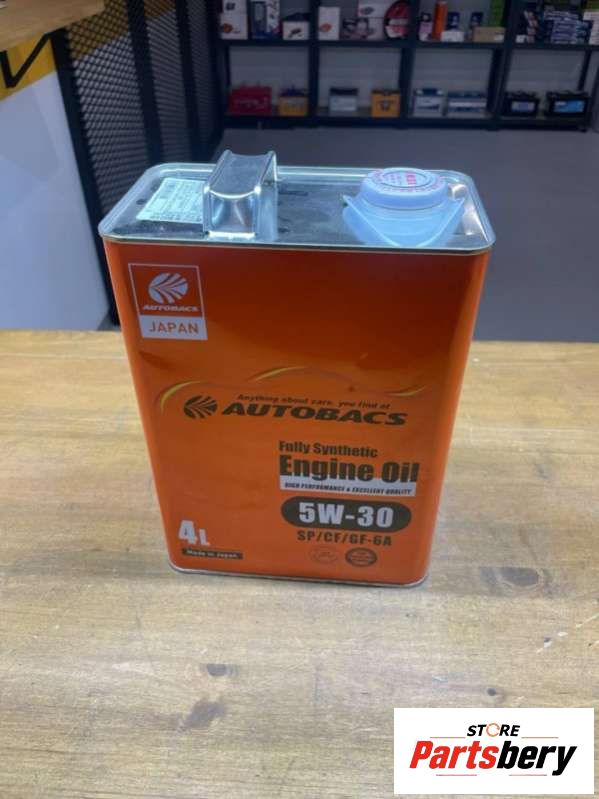 AUTOBACS
JAPAN
Anything about cars, you find at
AUTOBACS
Fully Synthetic
Engine Oil
HIGH PERFORMANCE & EXCELLENT QUALITY
5W-30
SP/CF/GF-6A
4L
Made in Japan
STORE
Partsbery